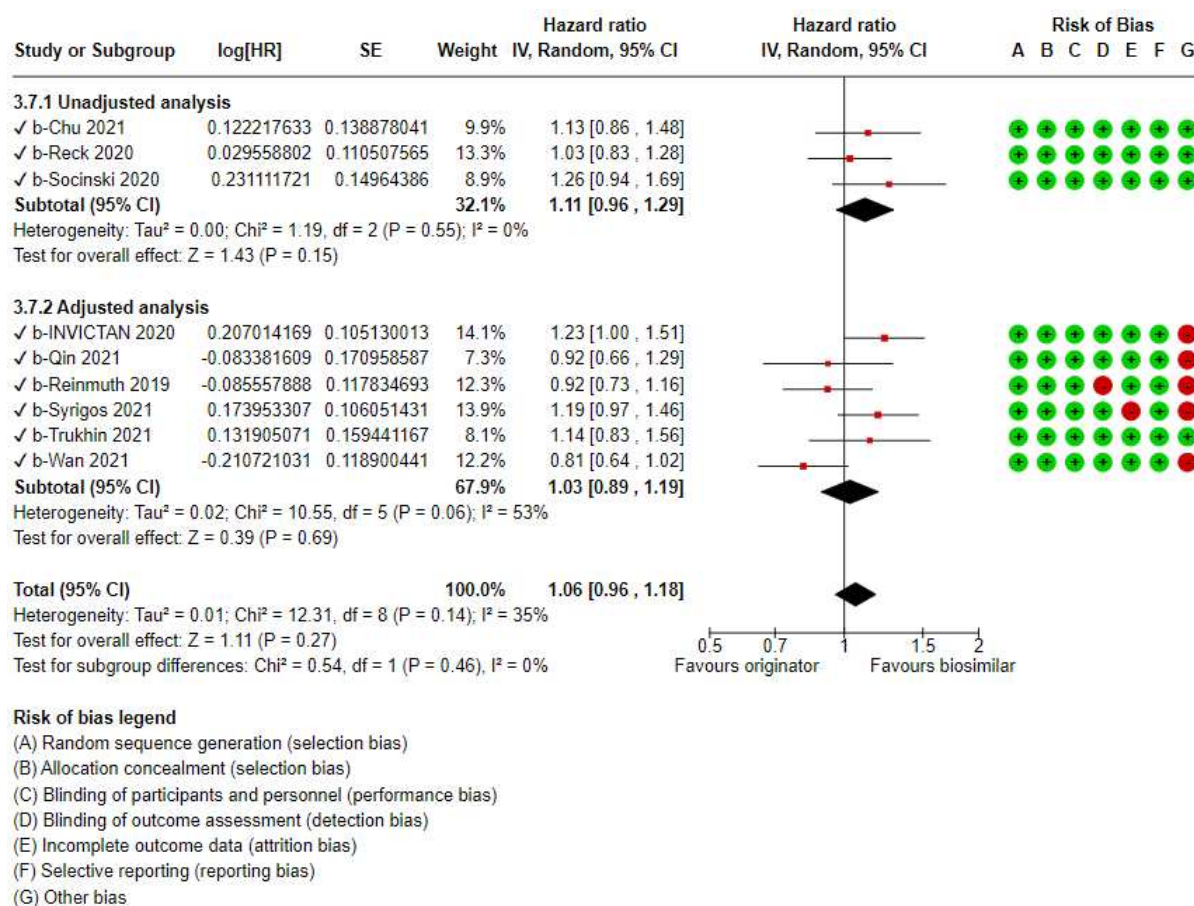 Hazard ratio Hazard ratio Risk of Bias
Study or Subgroup log[HR] SE Weight IV, Random, 95% CI IV, Random, 95% CI A B C D E F G
3.7.1 Unadjusted analysis
✓ b-Chu 2021 0.122217633 0.138878041 9.9% 1.13 [0.86 , 1.48] + + + + + + +
✓ b-Reck 2020 0.029558802 0.110507565 13.3% 1.03 [0.83 , 1.28] + + + + + + +
✓ b-Socinski 2020 0.231111721 0.14964386 8.9% 1.26 [0.94 , 1.69] + + + + + + +
Subtotal (95% CI) 32.1% 1.11 [0.96 , 1.29]
Heterogeneity: Tau² = 0.00; Chi² = 1.19, df = 2 (P = 0.55); I² = 0%
Test for overall effect: Z = 1.43 (P = 0.15)
3.7.2 Adjusted analysis
✓ b-INVICTAN 2020 0.207014169 0.105130013 14.1% 1.23 [1.00 , 1.51] + + + + + + -
✓ b-Qin 2021 -0.083381609 0.170958587 7.3% 0.92 [0.66 , 1.29] + + + + + + -
✓ b-Reinmuth 2019 -0.085557888 0.117834693 12.3% 0.92 [0.73 , 1.16] + + + - + + -
✓ b-Syrigos 2021 0.173953307 0.106051431 13.9% 1.19 [0.97 , 1.46] + + + + - + -
✓ b-Trukhin 2021 0.131905071 0.159441167 8.1% 1.14 [0.83 , 1.56] + + + + + + +
✓ b-Wan 2021 -0.210721031 0.118900441 12.2% 0.81 [0.64 , 1.02] + + + + + + -
Subtotal (95% CI) 67.9% 1.03 [0.89 , 1.19]
Heterogeneity: Tau² = 0.02; Chi² = 10.55, df = 5 (P = 0.06); I² = 53%
Test for overall effect: Z = 0.39 (P = 0.69)
Total (95% CI) 100.0% 1.06 [0.96 , 1.18]
Heterogeneity: Tau² = 0.01; Chi² = 12.31, df = 8 (P = 0.14); I² = 35%
Test for overall effect: Z = 1.11 (P = 0.27)
Test for subgroup differences: Chi² = 0.54, df = 1 (P = 0.46), I² = 0%
0.5 0.7 1 1.5 2
Favours originator Favours biosimilar
Risk of bias legend
(A) Random sequence generation (selection bias)
(B) Allocation concealment (selection bias)
(C) Blinding of participants and personnel (performance bias)
(D) Blinding of outcome assessment (detection bias)
(E) Incomplete outcome data (attrition bias)
(F) Selective reporting (reporting bias)
(G) Other bias